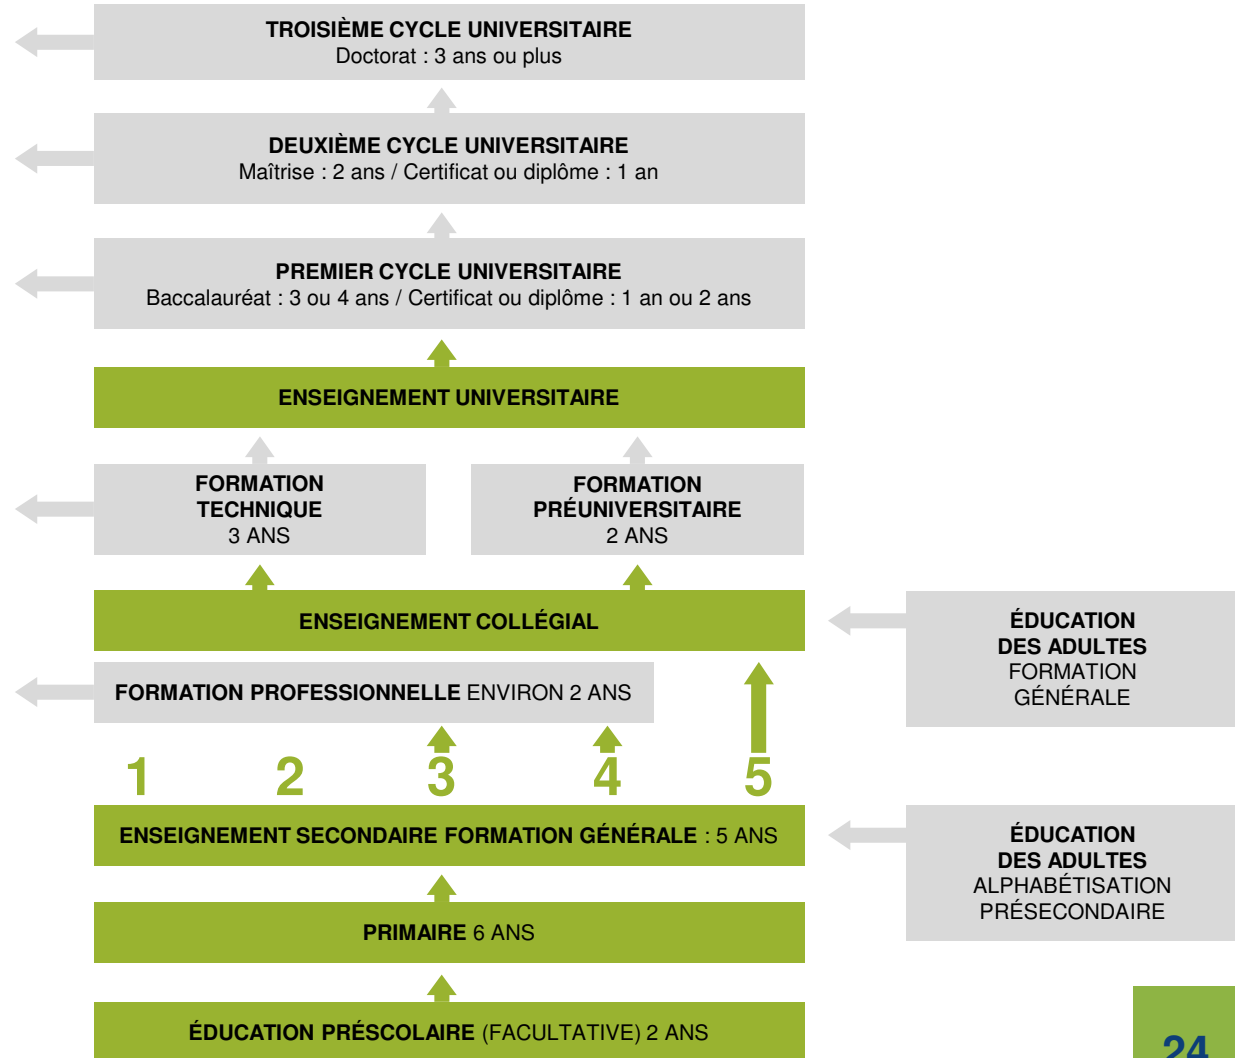 TROISIÈME CYCLE UNIVERSITAIRE
Doctorat : 3 ans ou plus
DEUXIÈME CYCLE UNIVERSITAIRE
Maîtrise : 2 ans / Certificat ou diplôme : 1 an
PREMIER CYCLE UNIVERSITAIRE
Baccalauréat : 3 ou 4 ans / Certificat ou diplôme : 1 an ou 2 ans
ENSEIGNEMENT UNIVERSITAIRE
FORMATION
TECHNIQUE
3 ANS
FORMATION
PRÉUNIVERSITAIRE
2 ANS
ENSEIGNEMENT COLLÉGIAL
ÉDUCATION
DES ADULTES
FORMATION
GÉNÉRALE
FORMATION PROFESSIONNELLE ENVIRON 2 ANS
1 2 3 4 5
ENSEIGNEMENT SECONDAIRE FORMATION GÉNÉRALE : 5 ANS
ÉDUCATION
DES ADULTES
ALPHABÉTISATION
PRÉSECONDAIRE
PRIMAIRE 6 ANS
ÉDUCATION PRÉSCOLAIRE (FACULTATIVE) 2 ANS
24